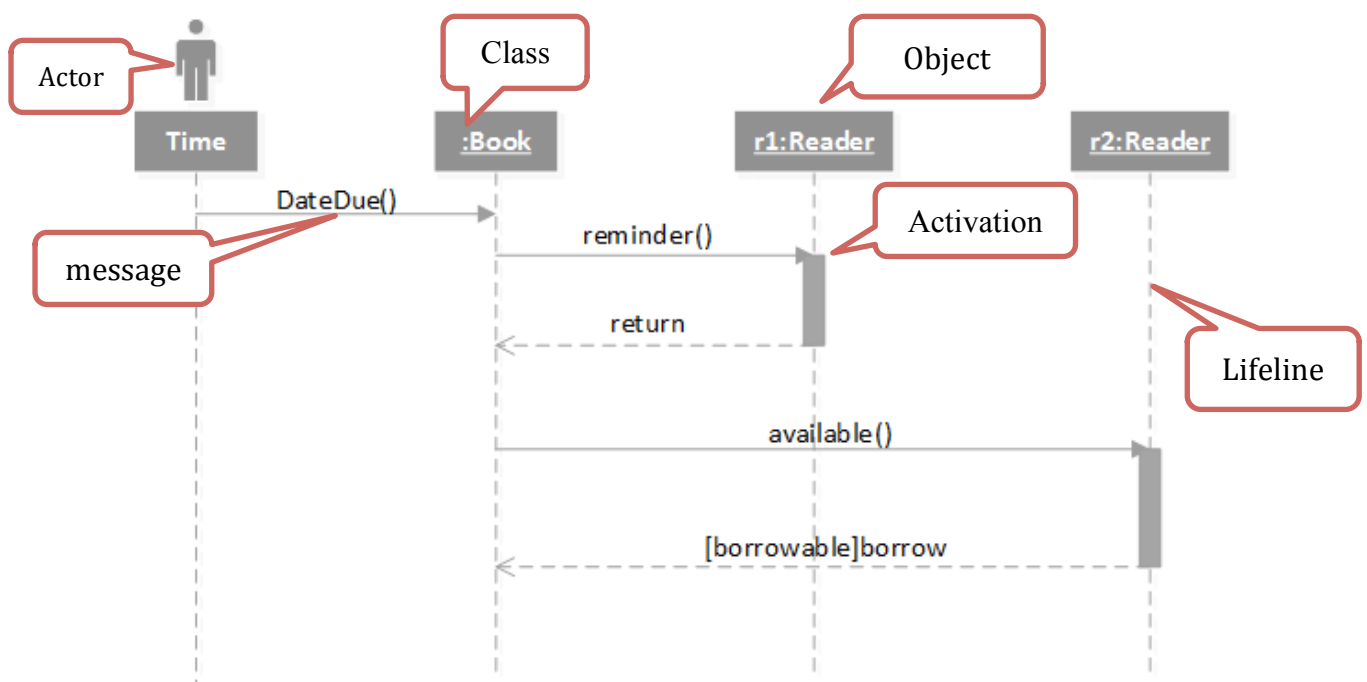 Actor
Class
Object
Time
:Book
r1:Reader
r2:Reader
DateDue()
reminder()
Activation
message
return
Lifeline
available()
[borrowable]borrow